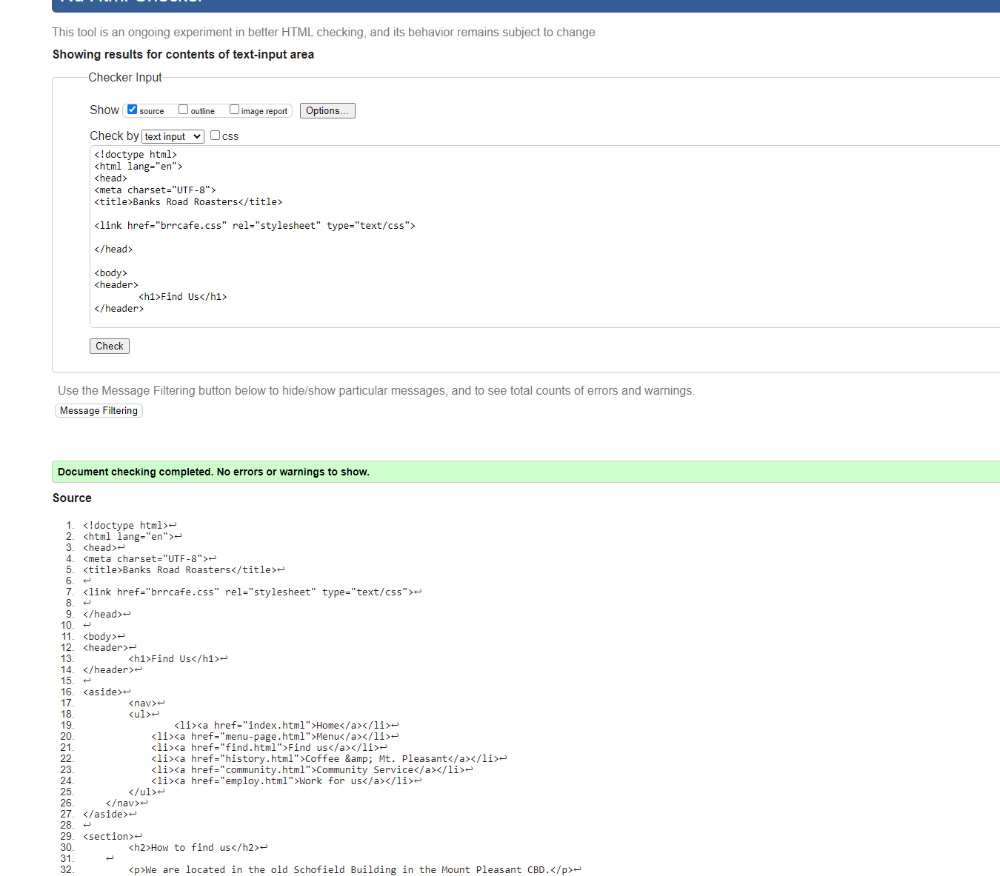 Nu Html Checker
This tool is an ongoing experiment in better HTML checking, and its behavior remains subject to change
Showing results for contents of text-input area
Checker Input
Show source outline image report Options...
Check by text input css
<!doctype html>
<html lang="en">
<head>
<meta charset="UTF-8">
<title>Banks Road Roasters</title>
<link href="brrcafe.css" rel="stylesheet" type="text/css">
</head>
<body>
<header>
<h1>Find Us</h1>
</header>
Check
Use the Message Filtering button below to hide/show particular messages, and to see total counts of errors and warnings.
Message Filtering
Document checking completed. No errors or warnings to show.
Source
1. <!doctype html>↩
2. <html lang="en">↩
3. <head>↩
4. <meta charset="UTF-8">↩
5. <title>Banks Road Roasters</title>↩
6. ↩
7. <link href="brrcafe.css" rel="stylesheet" type="text/css">↩
8. ↩
9. </head>↩
10. ↩
11. <body>↩
12. <header>↩
13. <h1>Find Us</h1>↩
14. </header>↩
15. ↩
16. <aside>↩
17. <nav>↩
18. <ul>↩
19. <li><a href="index.html">Home</a></li>↩
20. <li><a href="menu-page.html">Menu</a></li>↩
21. <li><a href="find.html">Find us</a></li>↩
22. <li><a href="history.html">Coffee &amp; Mt. Pleasant</a></li>↩
23. <li><a href="community.html">Community Service</a></li>↩
24. <li><a href="employ.html">Work for us</a></li>↩
25. </ul>↩
26. </nav>↩
27. </aside>↩
28. ↩
29. <section>↩
30. <h2>How to find us</h2>↩
31. ↩
32. <p>We are located in the old Schofield Building in the Mount Pleasant CBD.</p>↩